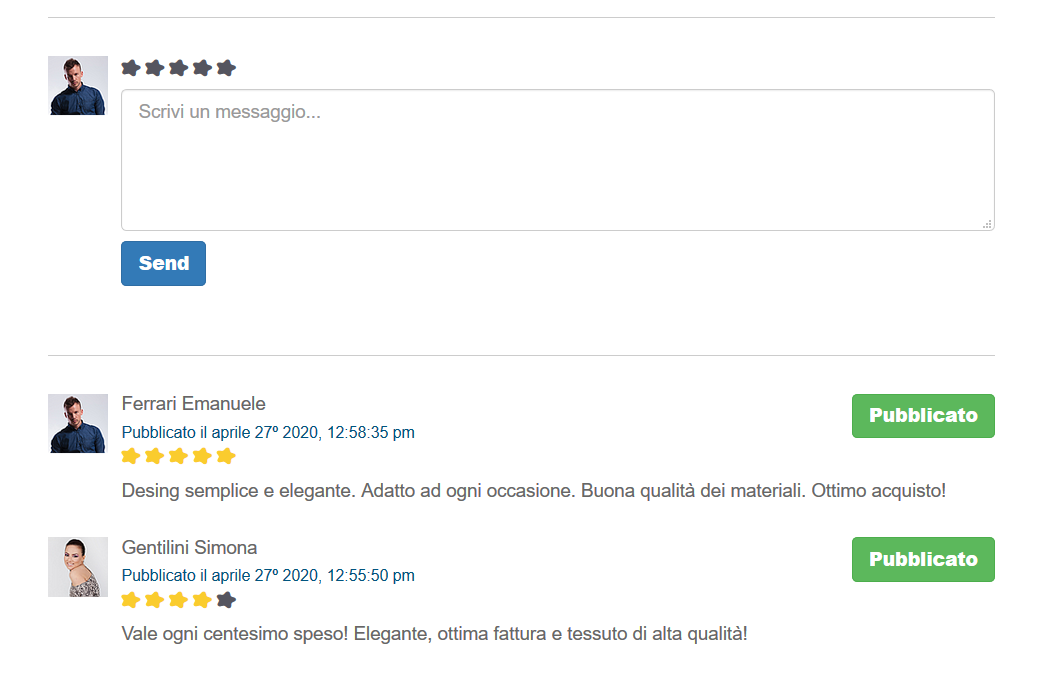 Scrivi un messaggio...
Send
Ferrari Emanuele
Pubblicato
Pubblicato il aprile 27º 2020, 12:58:35 pm
Desing semplice e elegante. Adatto ad ogni occasione. Buona qualità dei materiali. Ottimo acquisto!
Gentilini Simona
Pubblicato
Pubblicato il aprile 27º 2020, 12:55:50 pm
Vale ogni centesimo speso! Elegante, ottima fattura e tessuto di alta qualità!